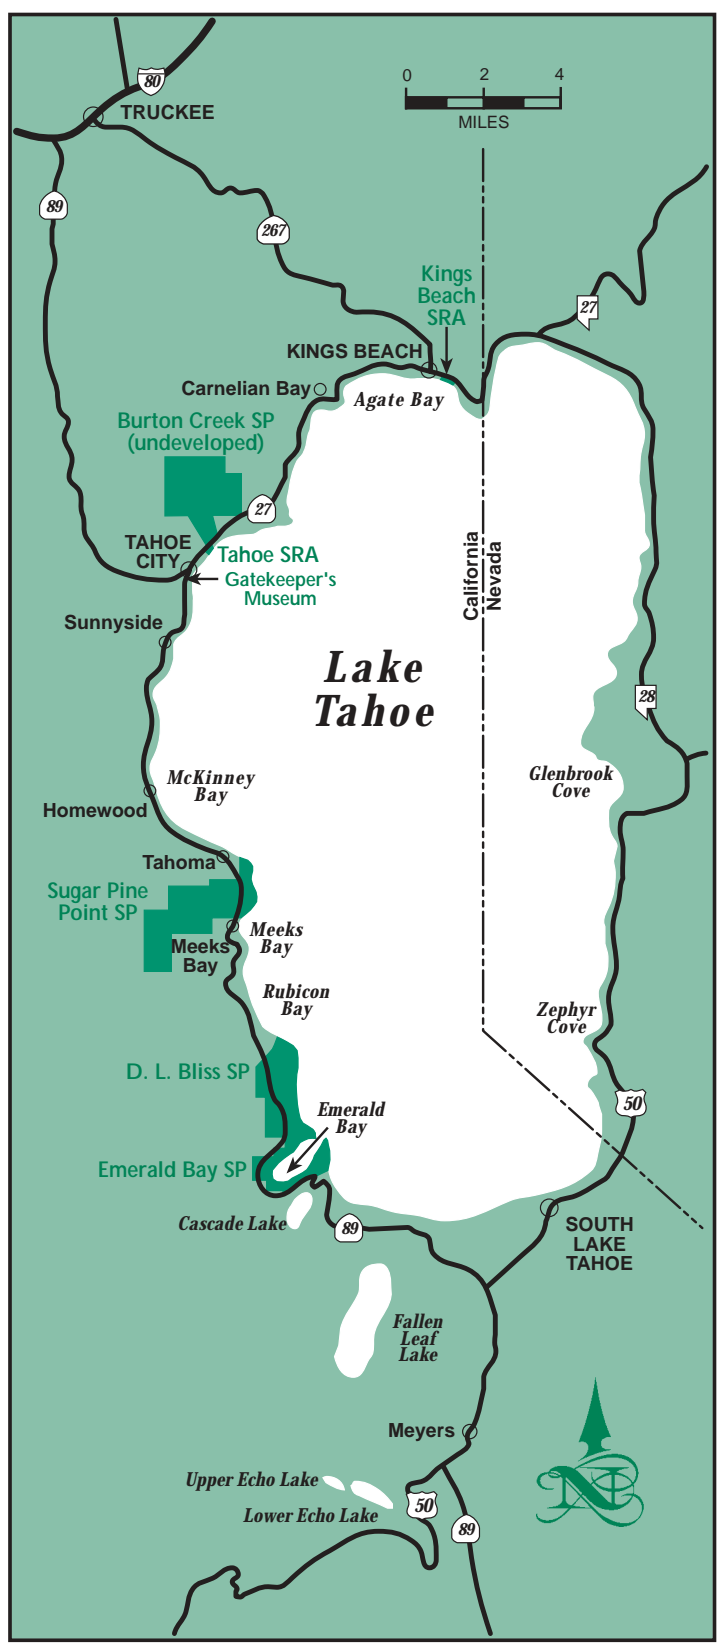 80
0 2 4
TRUCKEE
MILES
89
267
Kings
Beach
SRA
27
KINGS BEACH
Carnelian Bay
Agate Bay
Burton Creek SP
(undeveloped)
27
TAHOE
CITY
Tahoe SRA
Gatekeeper's
Museum
California
Nevada
Sunnyside
Lake
Tahoe
28
McKinney
Bay
Glenbrook
Cove
Homewood
Tahoma
Sugar Pine
Point SP
Meeks
Bay
Meeks
Bay
Rubicon
Bay
Zephyr
Cove
D. L. Bliss SP
Emerald
Bay
50
Emerald Bay SP
Cascade Lake
89
SOUTH
LAKE
TAHOE
Fallen
Leaf
Lake
Meyers
Upper Echo Lake
Lower Echo Lake
50
89
N